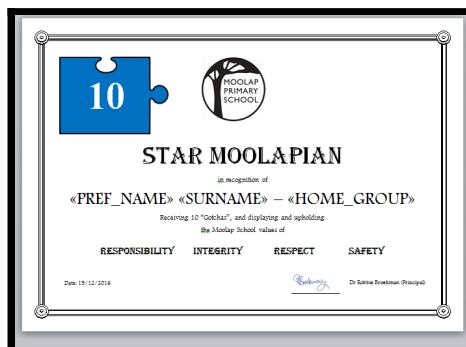 10
MOOLAP
PRIMARY
SCHOOL
STAR MOOLAPIAN
in recognition of
«PREF_NAME» «SURNAME» – «HOME_GROUP»
Receiving 10 "Gotchas", and displaying and upholding
the Moolap School values of
RESPONSIBILITY INTEGRITY RESPECT SAFETY
Date: 19/12/2016 Dr Robbie (Principal)